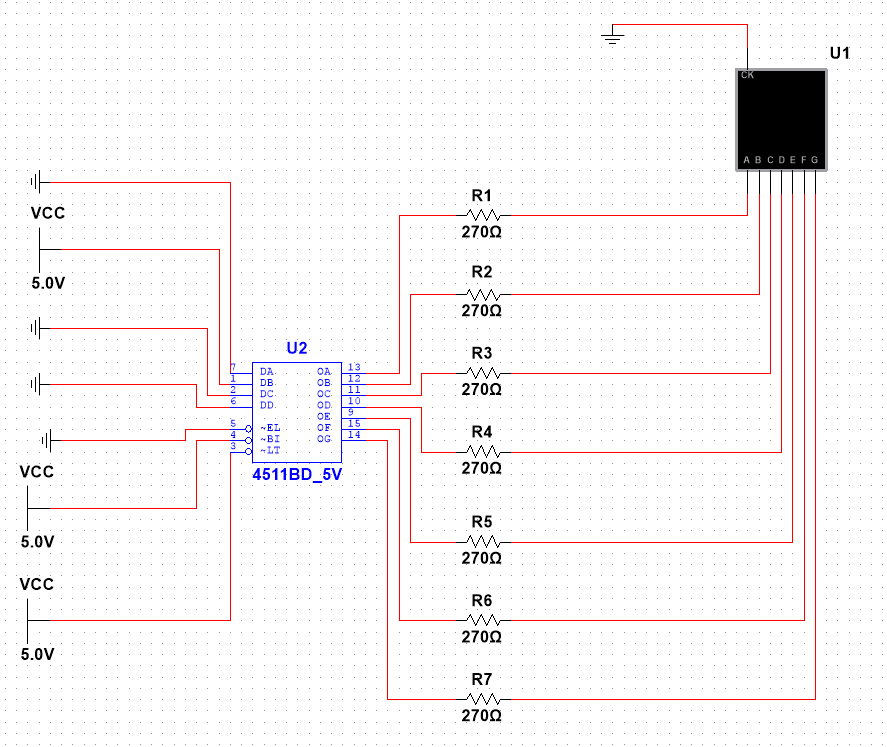 U1
CK
A B C D E F G
VCC
5.0V
R1
270Ω
R2
270Ω
R3
270Ω
R4
270Ω
R5
270Ω
R6
270Ω
R7
270Ω
U2
7 DA OA 13
1 DB OB 12
2 DC OC 11
6 DD OD 10
OE 9
5 ~EL OF 15
4 ~BI OG 14
3 ~LT
4511BD_5V
VCC
5.0V
VCC
5.0V